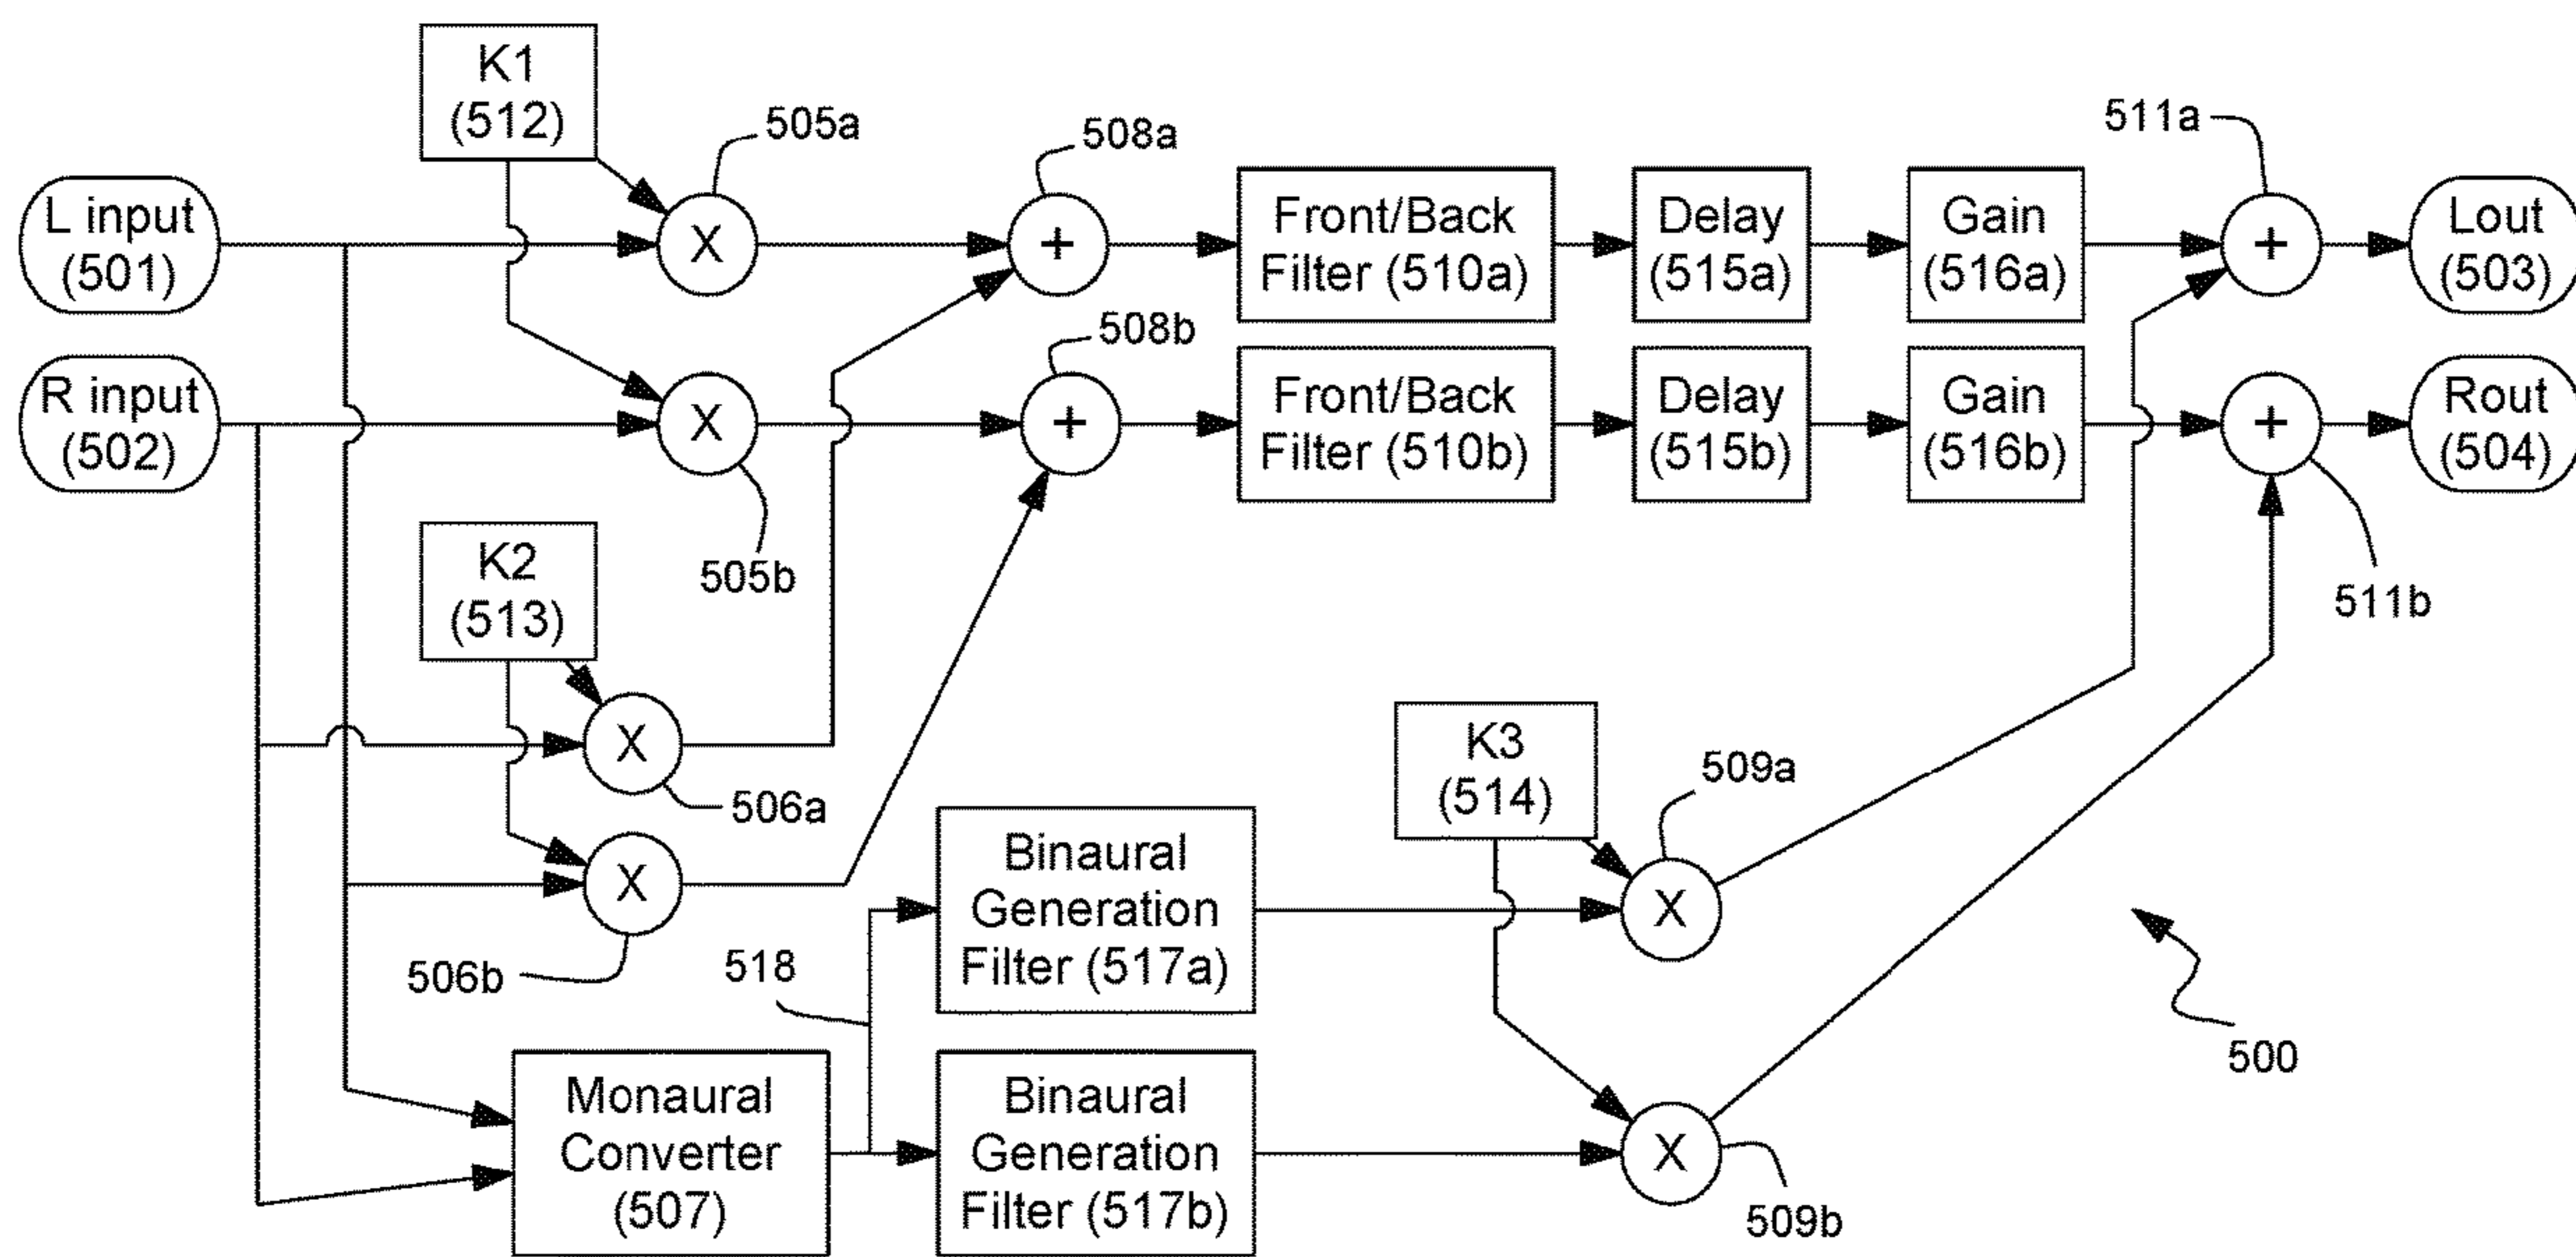 K1
(512)
505a
508a
511a
L input
(501)
X
+
Front/Back
Filter (510a)
Delay
(515a)
Gain
(516a)
+
Lout
(503)
508b
R input
(502)
X
+
Front/Back
Filter (510b)
Delay
(515b)
Gain
(516b)
+
Rout
(504)
505b
511b
K2
(513)
X
506a
K3
(514)
509a
X
506b
518
Binaural
Generation
Filter (517a)
X
500
Monaural
Converter
(507)
Binaural
Generation
Filter (517b)
X
509b